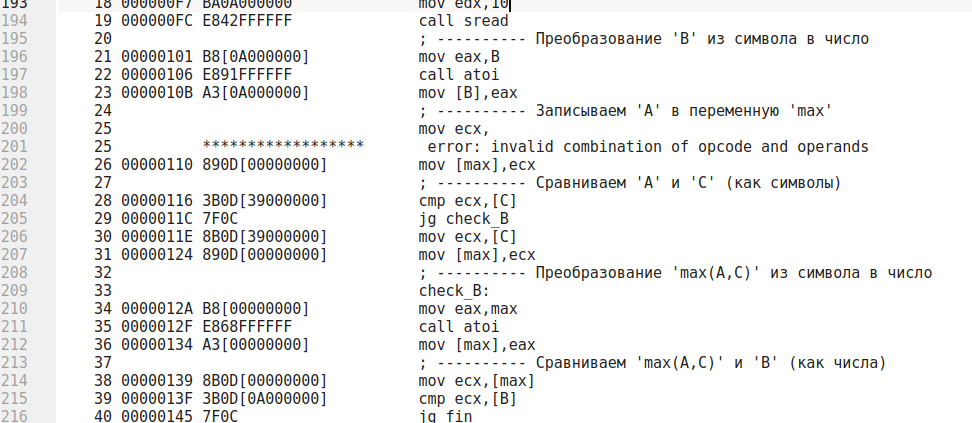 193 18 000000F7 BA0A000000 mov edx,10
194 19 000000FC E842FFFFFF call sread
195 20 ; ---------- Преобразование 'B' из символа в число
196 21 00000101 B8[0A000000] mov eax,B
197 22 00000106 E891FFFFFF call atoi
198 23 0000010B A3[0A000000] mov [B],eax
199 24 ; ---------- Записываем 'A' в переменную 'max'
200 25 mov ecx,
201 25 ****************** error: invalid combination of opcode and operands
202 26 00000110 890D[00000000] mov [max],ecx
203 27 ; ---------- Сравниваем 'A' и 'С' (как символы)
204 28 00000116 3B0D[39000000] cmp ecx,[C]
205 29 0000011C 7F0C jg check_B
206 30 0000011E 8B0D[39000000] mov ecx,[C]
207 31 00000124 890D[00000000] mov [max],ecx
208 32 ; ---------- Преобразование 'max(A,C)' из символа в число
209 33 check_B:
210 34 0000012A B8[00000000] mov eax,max
211 35 0000012F E868FFFFFF call atoi
212 36 00000134 A3[00000000] mov [max],eax
213 37 ; ---------- Сравниваем 'max(A,C)' и 'B' (как числа)
214 38 00000139 8B0D[00000000] mov ecx,[max]
215 39 0000013F 3B0D[0A000000] cmp ecx,[B]
216 40 00000145 7F0C jg fin